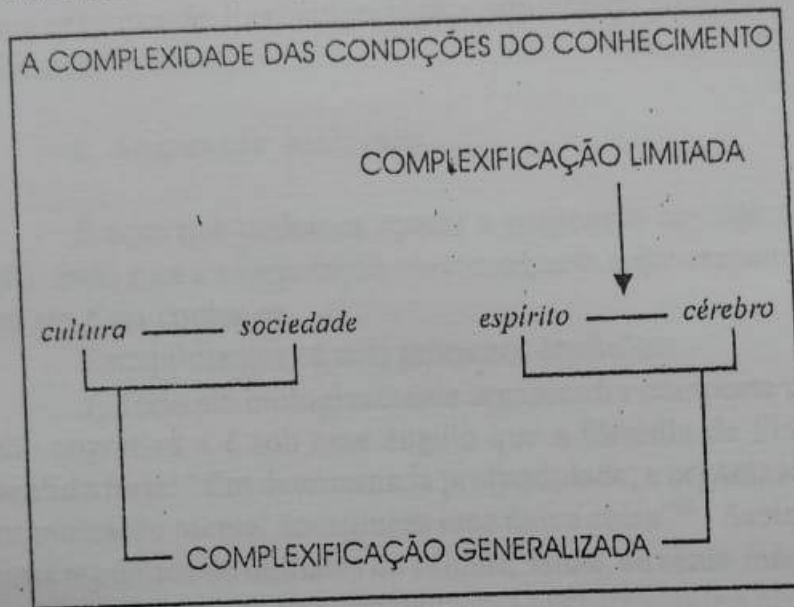 A COMPLEXIDADE DAS CONDIÇÕES DO CONHECIMENTO
COMPLEXIFICAÇÃO LIMITADA
cultura sociedade espírito cérebro
COMPLEXIFICAÇÃO GENERALIZADA